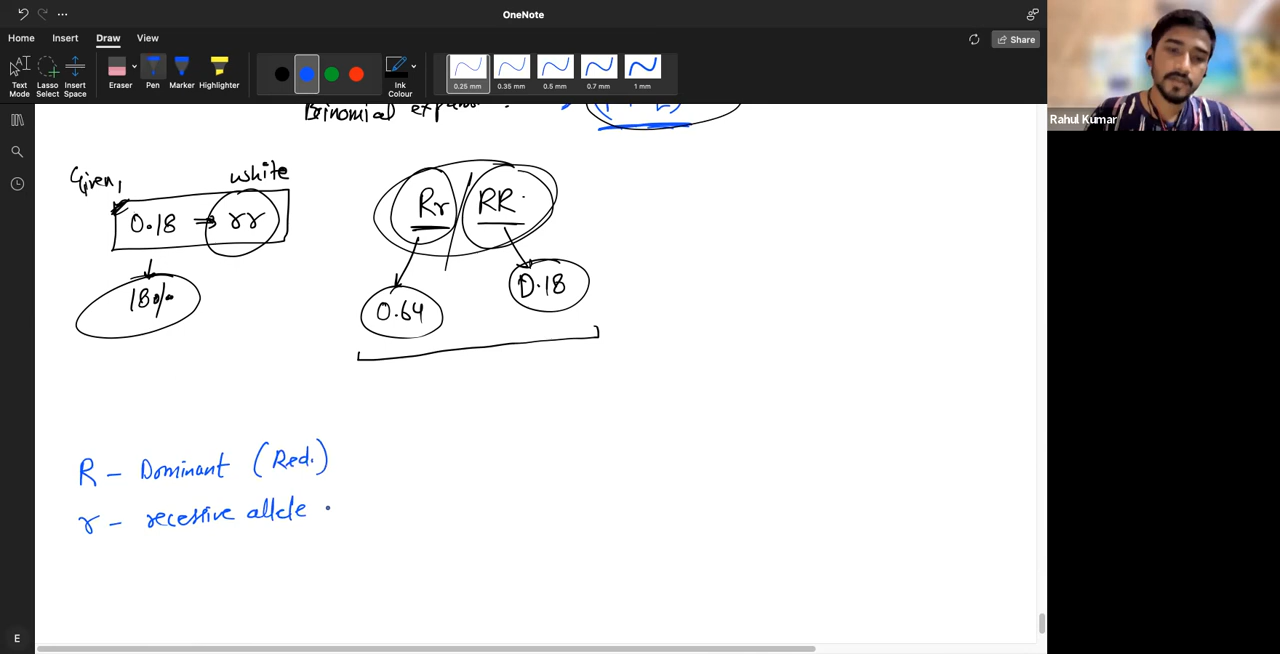 OneNote
Home Insert Draw View
Share
Text Mode
Lasso Select
Insert Space
Eraser
Pen
Marker
Highlighter
Ink Colour
0.25 mm
0.35 mm
0.5 mm
0.7 mm
1 mm
Rahul Kumar
Binomial
Given,
white
0.18 → rr
18%
Rr / RR
0.64
0.18
R - Dominant (Red.)
r - recessive allele
E